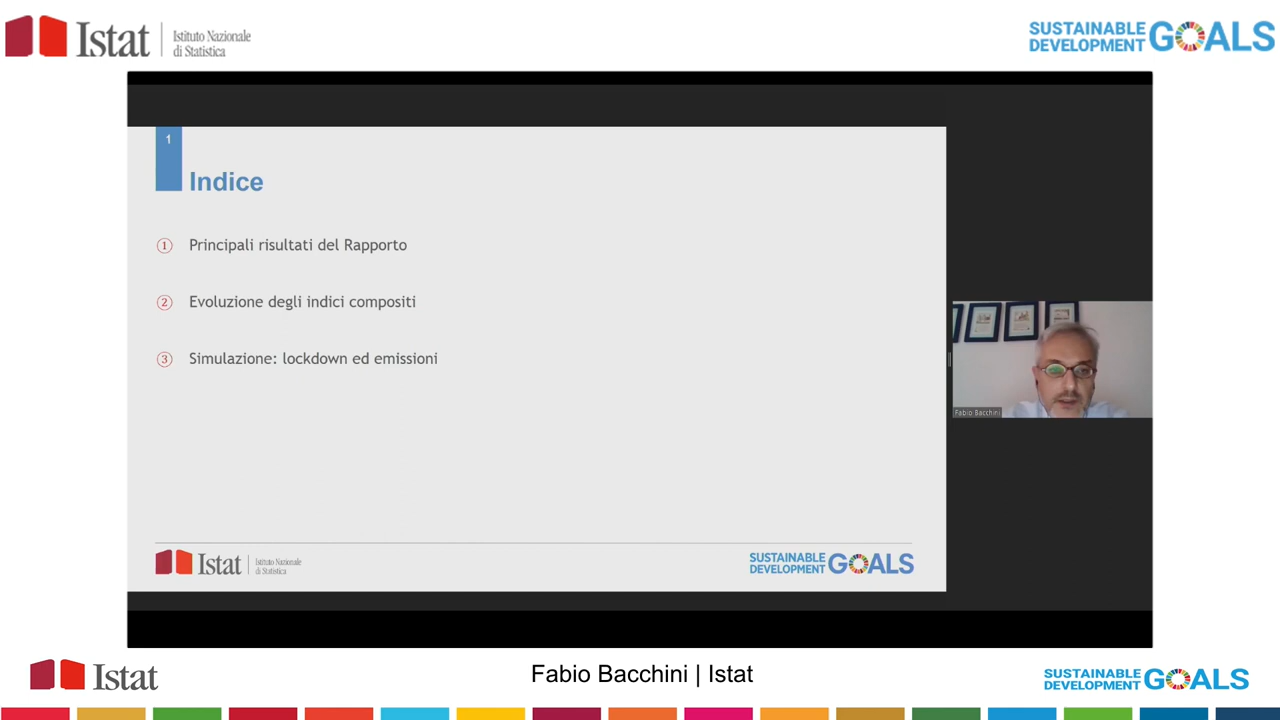 Istat
Istituto Nazionale
di Statistica
SUSTAINABLE
DEVELOPMENT
GOALS
1
Indice
1 Principali risultati del Rapporto
2 Evoluzione degli indici compositi
3 Simulazione: lockdown ed emissioni
Istat
Istituto Nazionale
di Statistica
SUSTAINABLE
DEVELOPMENT
GOALS
Fabio Bacchini
Istat
Fabio Bacchini | Istat
SUSTAINABLE
DEVELOPMENT
GOALS